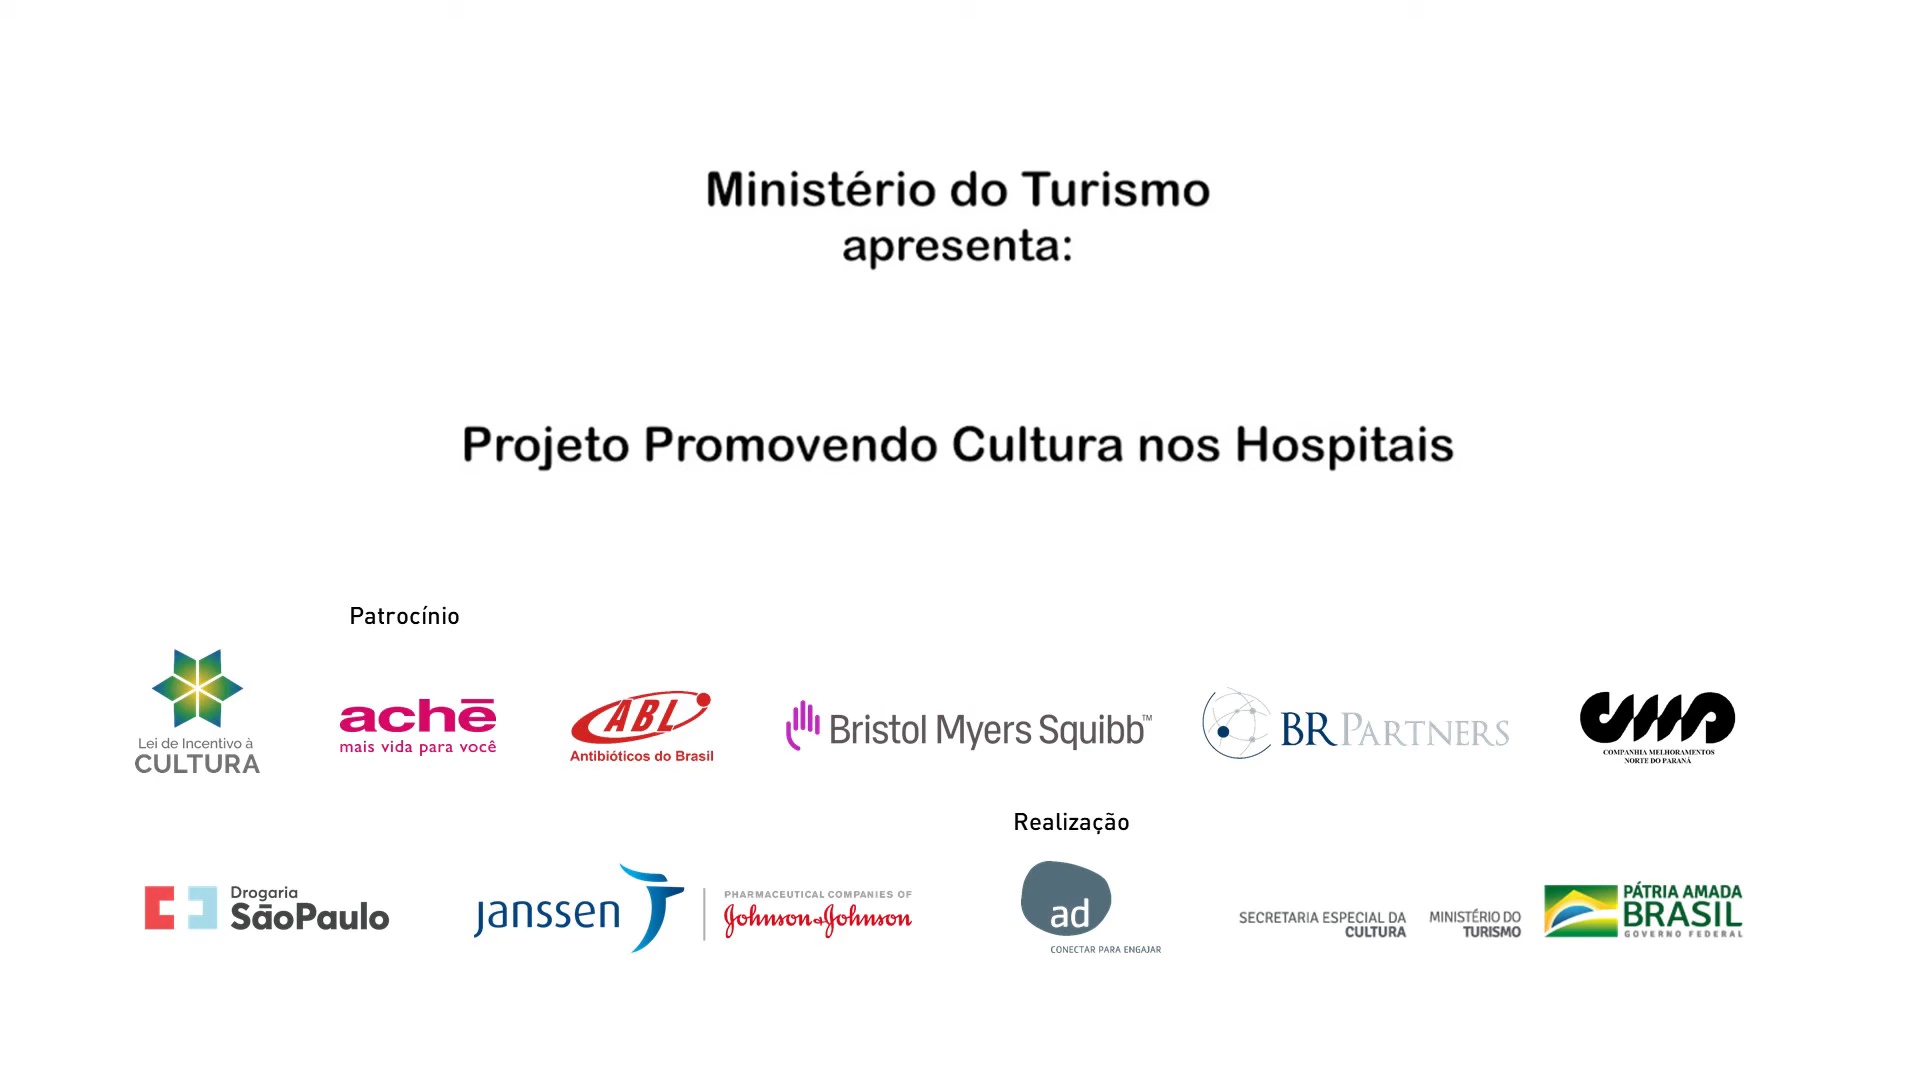 Ministério do Turismo
apresenta:
Projeto Promovendo Cultura nos Hospitais
Patrocínio
Lei de Incentivo à
CULTURA
achē
mais vida para você
ABL
Antibióticos do Brasil
Bristol Myers Squibb™
BR PARTNERS
CMNP
COMPANHIA MELHORAMENTOS
NORTE DO PARANÁ
Drogaria
SãoPaulo
janssen
PHARMACEUTICAL COMPANIES OF
Johnson & Johnson
Realização
ad
CONECTAR PARA ENGAJAR
SECRETARIA ESPECIAL DA
CULTURA
MINISTÉRIO DO
TURISMO
PÁTRIA AMADA
BRASIL
GOVERNO FEDERAL